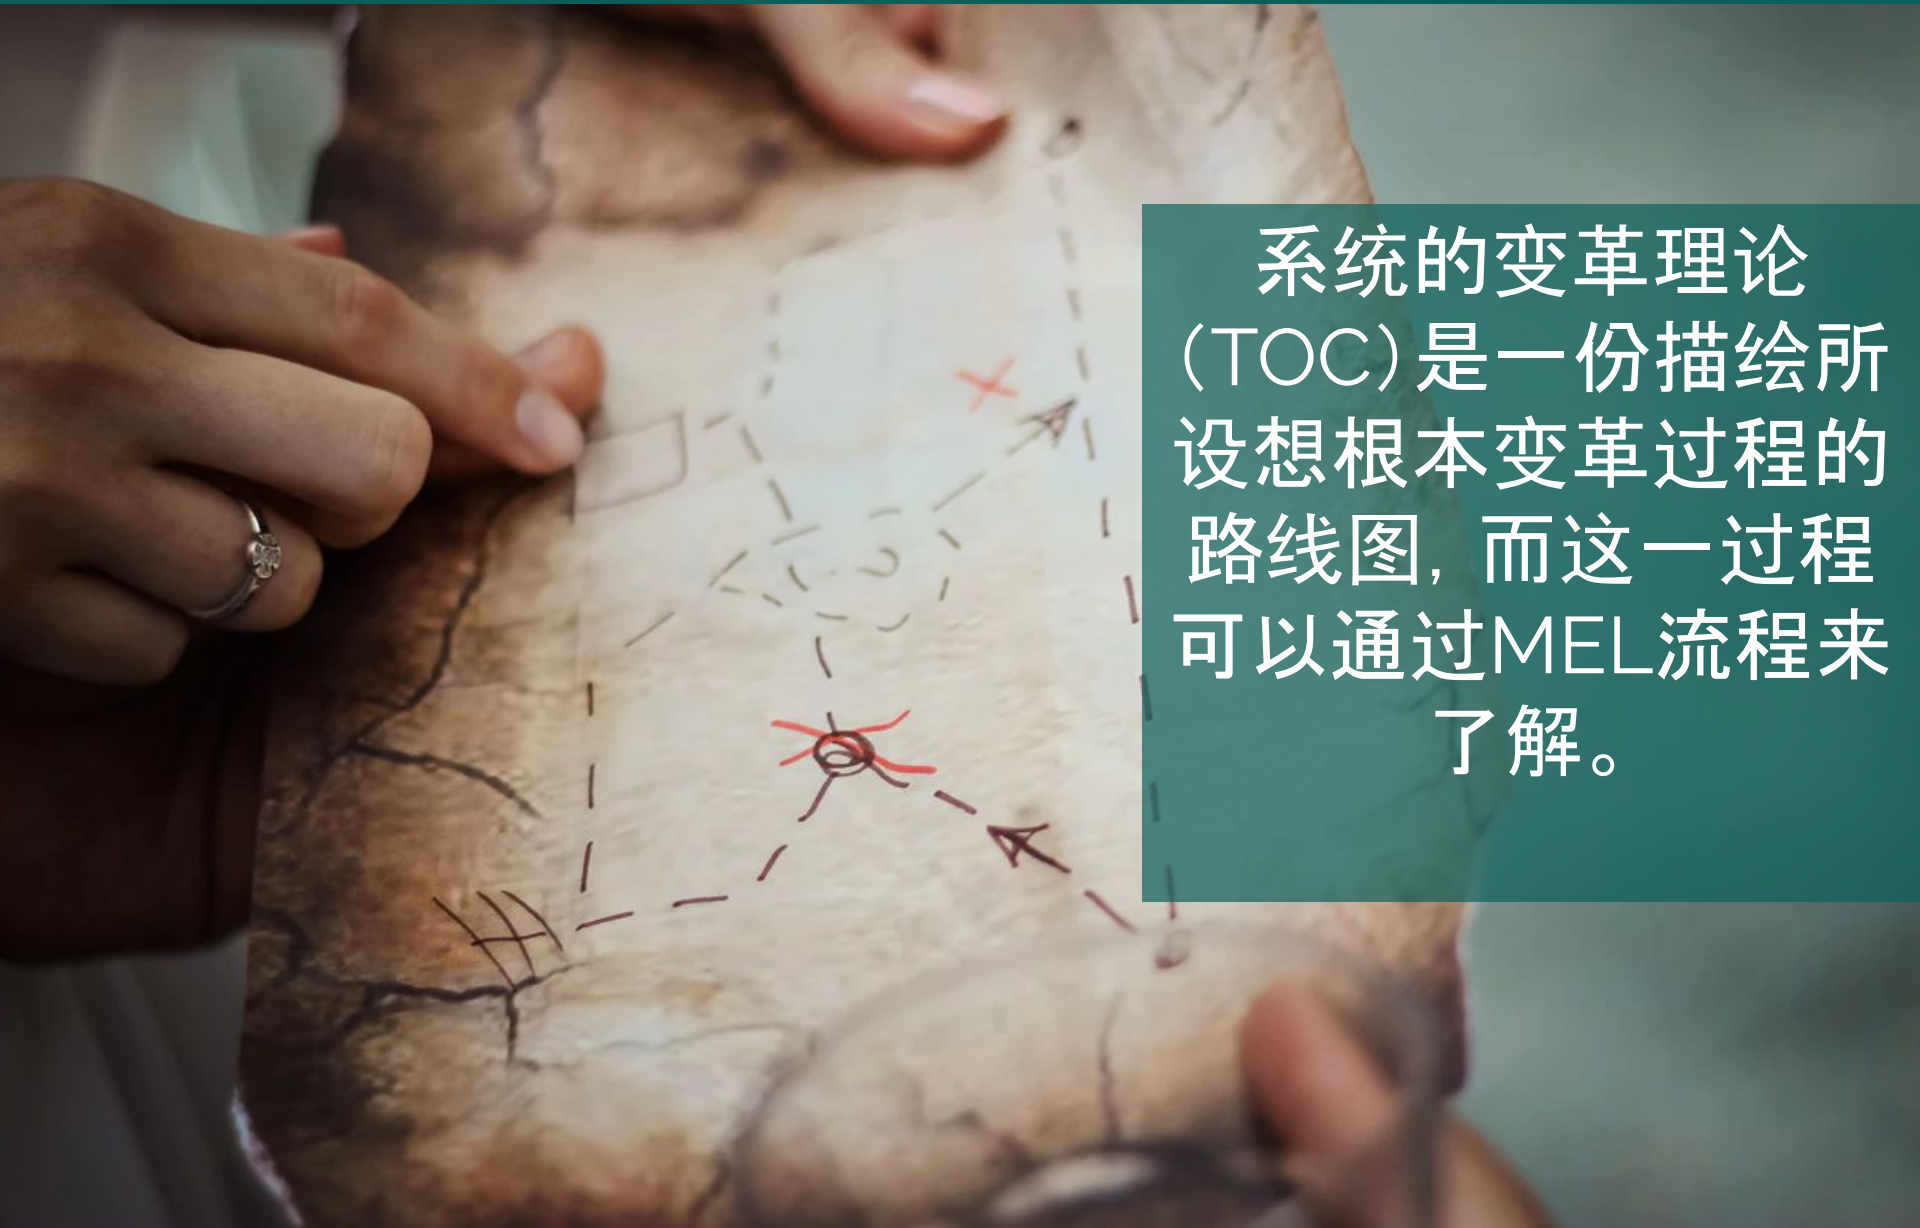 系统的变革理论
(TOC)是一份描绘所
设想根本变革过程的
路线图, 而这一过程
可以通过MEL流程来
了解。